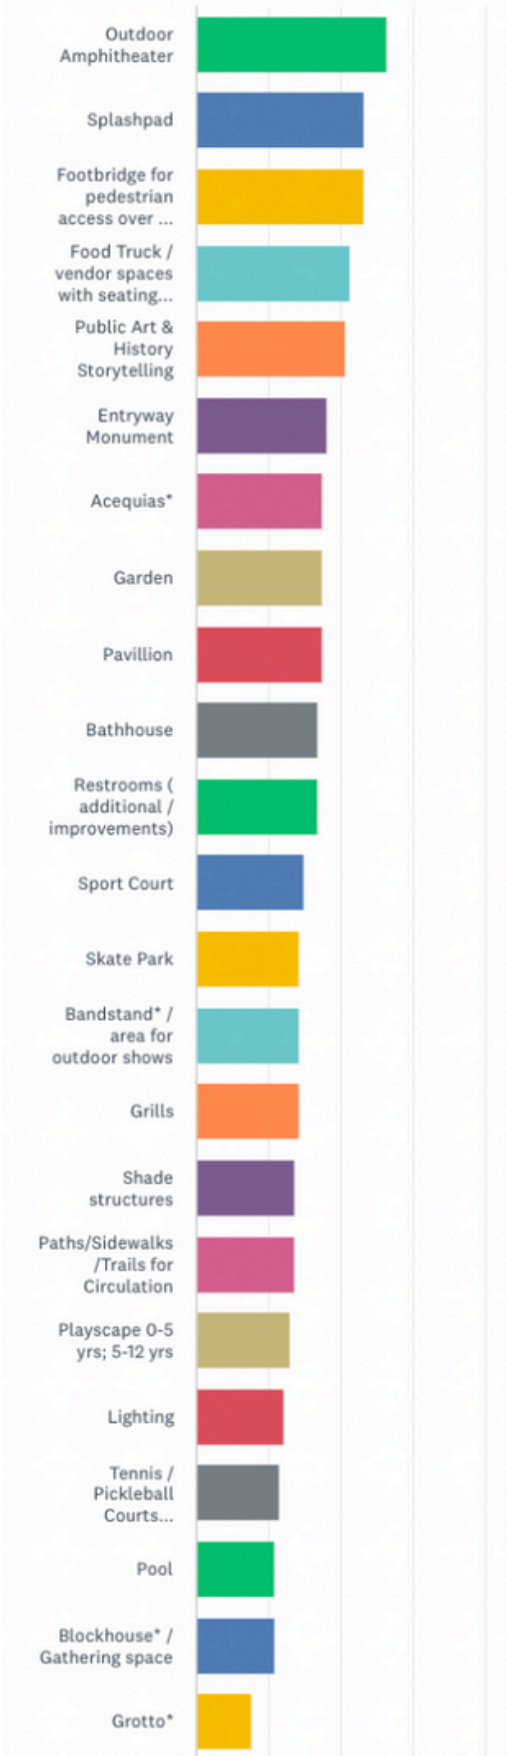 Outdoor
Amphitheater
Splashpad
Footbridge for
pedestrian
access over ...
Food Truck /
vendor spaces
with seating...
Public Art &
History
Storytelling
Entryway
Monument
Acequias*
Garden
Pavillion
Bathhouse
Restrooms (
additional /
improvements)
Sport Court
Skate Park
Bandstand* /
area for
outdoor shows
Grills
Shade
structures
Paths/Sidewalks
/Trails for
Circulation
Playscape 0-5
yrs; 5-12 yrs
Lighting
Tennis /
Pickleball
Courts...
Pool
Blockhouse* /
Gathering space
Grotto*